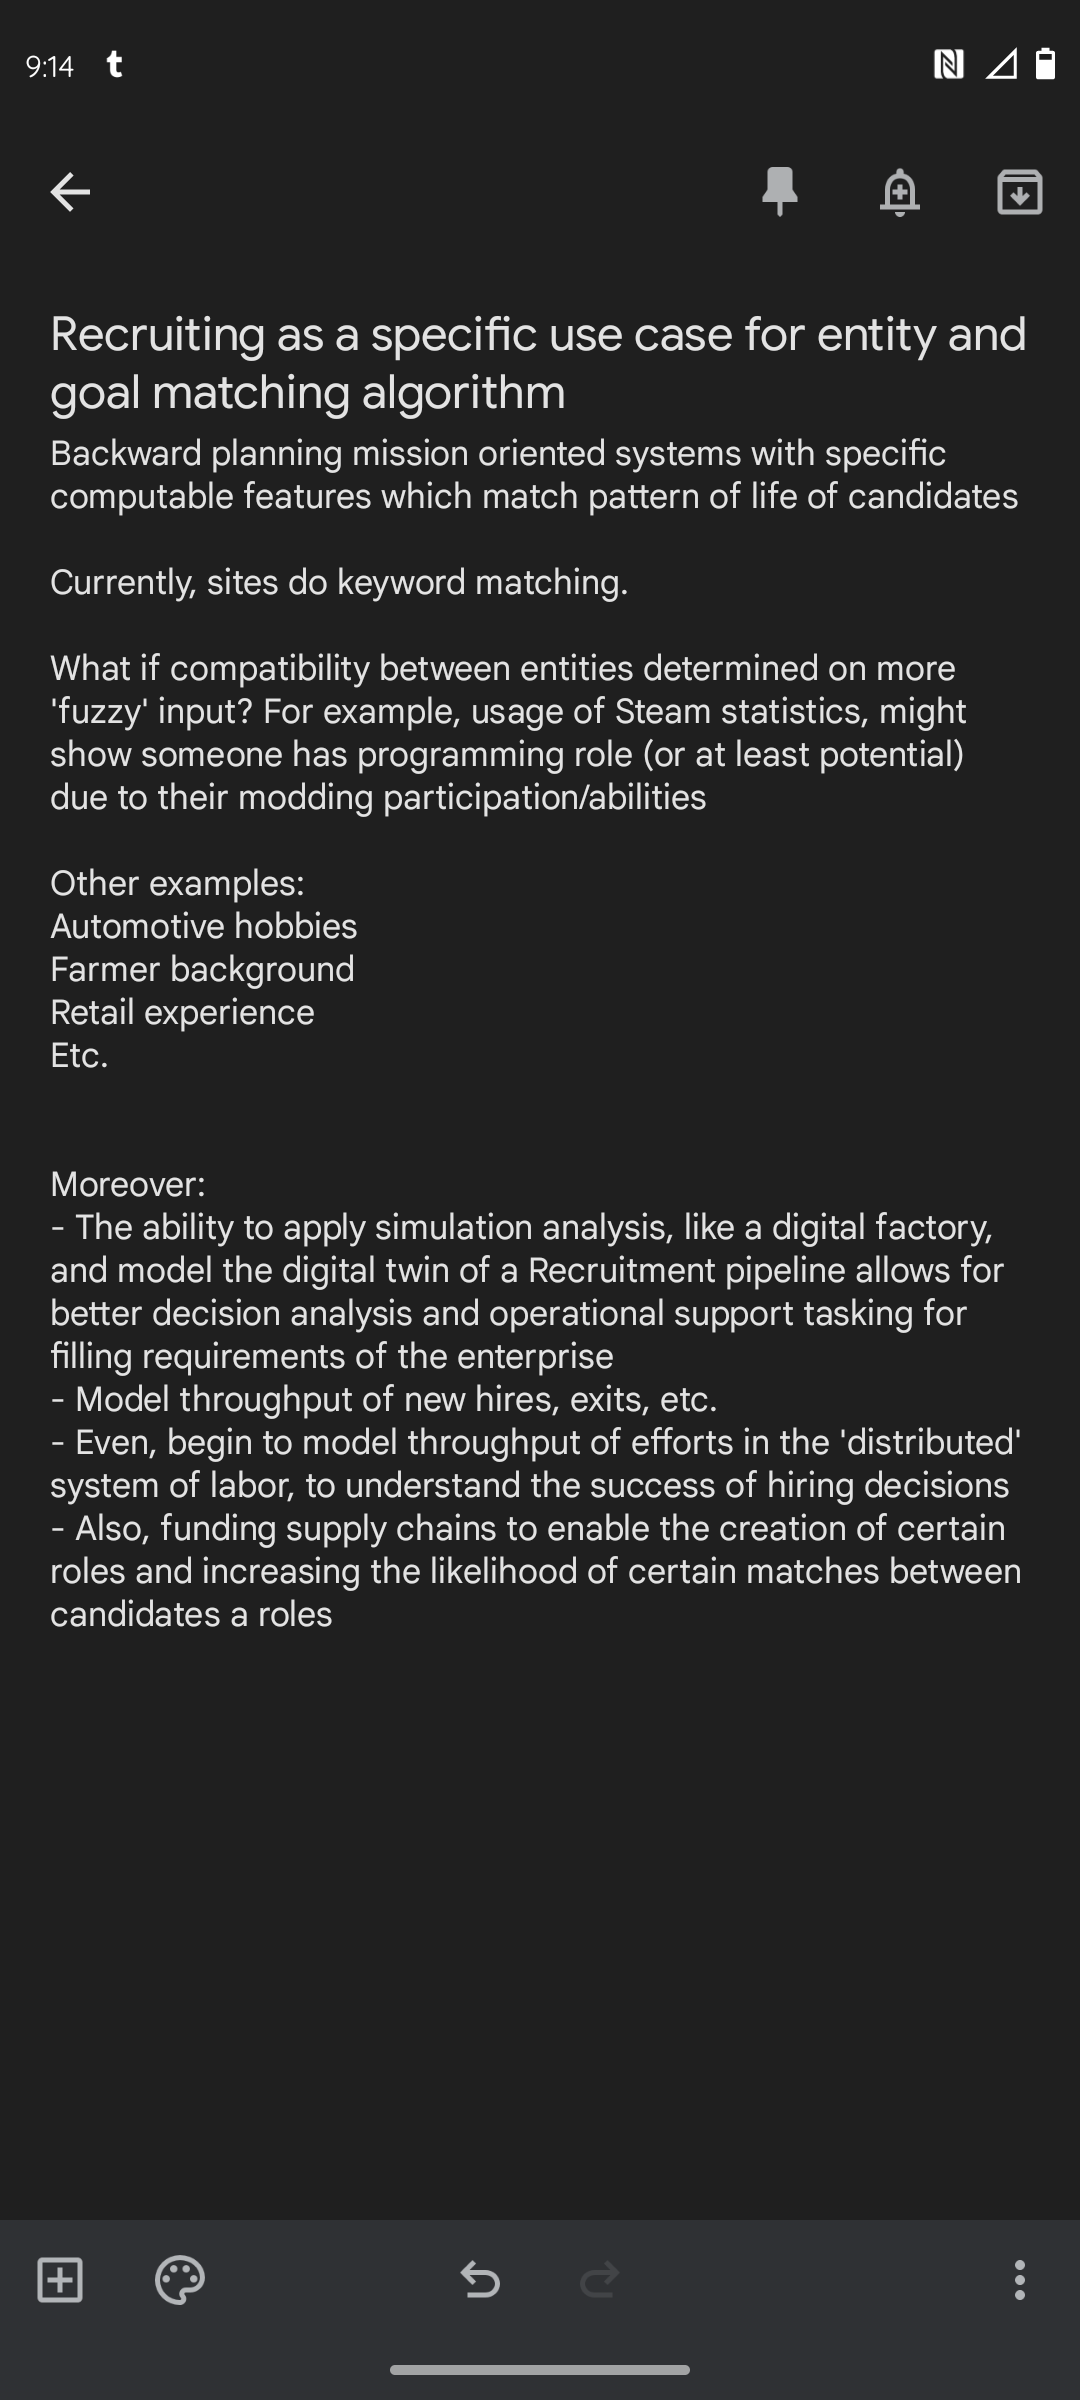 9:14
Recruiting as a specific use case for entity and
goal matching algorithm
Backward planning mission oriented systems with specific
computable features which match pattern of life of candidates
Currently, sites do keyword matching.
What if compatibility between entities determined on more
'fuzzy' input? For example, usage of Steam statistics, might
show someone has programming role (or at least potential)
due to their modding participation/abilities
Other examples:
Automotive hobbies
Farmer background
Retail experience
Etc.
Moreover:
- The ability to apply simulation analysis, like a digital factory,
and model the digital twin of a Recruitment pipeline allows for
better decision analysis and operational support tasking for
filling requirements of the enterprise
- Model throughput of new hires, exits, etc.
- Even, begin to model throughput of efforts in the 'distributed'
system of labor, to understand the success of hiring decisions
- Also, funding supply chains to enable the creation of certain
roles and increasing the likelihood of certain matches between
candidates a roles